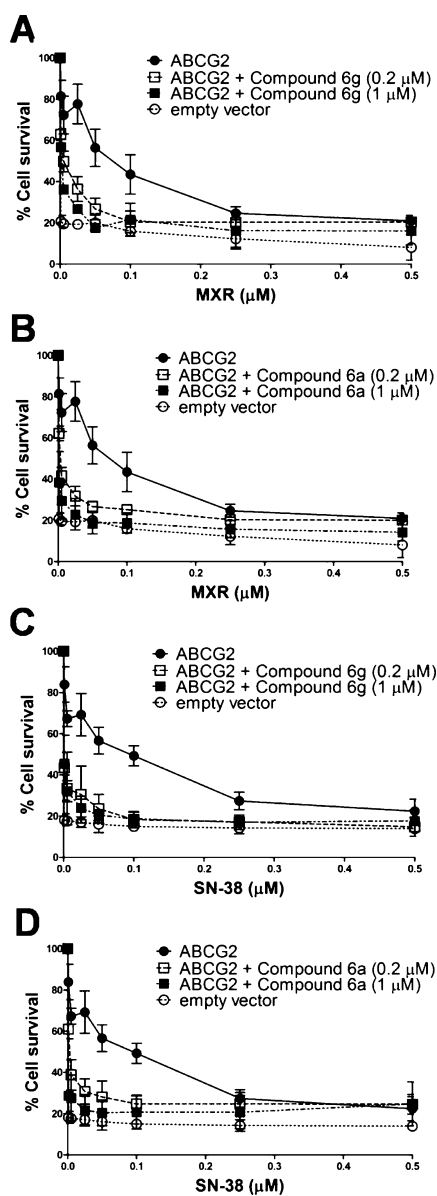 A
ABCG2
ABCG2 + Compound 6g (0.2 μM)
ABCG2 + Compound 6g (1 μM)
empty vector
% Cell survival
100
80
60
40
20
0
0.0 0.1 0.2 0.3 0.4 0.5
MXR (μM)
B
ABCG2
ABCG2 + Compound 6a (0.2 μM)
ABCG2 + Compound 6a (1 μM)
empty vector
% Cell survival
100
80
60
40
20
0
0.0 0.1 0.2 0.3 0.4 0.5
MXR (μM)
C
ABCG2
ABCG2 + Compound 6g (0.2 μM)
ABCG2 + Compound 6g (1 μM)
empty vector
% Cell survival
100
80
60
40
20
0
0.0 0.1 0.2 0.3 0.4 0.5
SN-38 (μM)
D
ABCG2
ABCG2 + Compound 6a (0.2 μM)
ABCG2 + Compound 6a (1 μM)
empty vector
% Cell survival
100
80
60
40
20
0
0.0 0.1 0.2 0.3 0.4 0.5
SN-38 (μM)